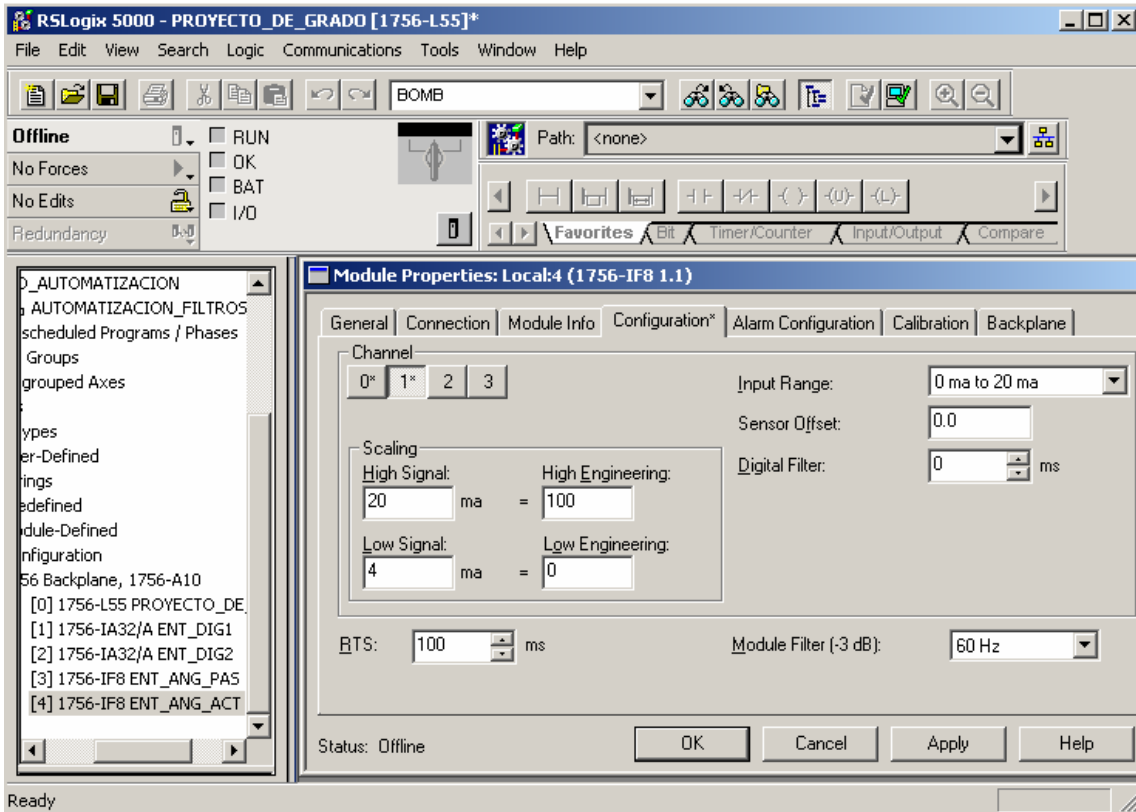 RSLogix 5000 - PROYECTO_DE_GRADO [1756-L55]*
File Edit View Search Logic Communications Tools Window Help
BOMB
Offline
RUN
No Forces
OK
No Edits
BAT
Redundancy
I/O
Path: <none>
Favorites Bit Timer/Counter Input/Output Compare
O_AUTOMATIZACION
AUTOMATIZACION_FILTROS
scheduled Programs / Phases
Groups
grouped Axes
ypes
er-Defined
rings
edefined
dule-Defined
nfiguration
56 Backplane, 1756-A10
[0] 1756-L55 PROYECTO_DE_
[1] 1756-IA32/A ENT_DIG1
[2] 1756-IA32/A ENT_DIG2
[3] 1756-IF8 ENT_ANG_PAS
[4] 1756-IF8 ENT_ANG_ACT
Module Properties: Local:4 (1756-IF8 1.1)
General Connection Module Info Configuration* Alarm Configuration Calibration Backplane
Channel
0* 1* 2 3
Input Range: 0 ma to 20 ma
Sensor Offset: 0.0
Digital Filter: 0 ms
Scaling
High Signal: High Engineering:
20 ma = 100
Low Signal: Low Engineering:
4 ma = 0
RTS: 100 ms
Module Filter (-3 dB): 60 Hz
Status: Offline
OK Cancel Apply Help
Ready